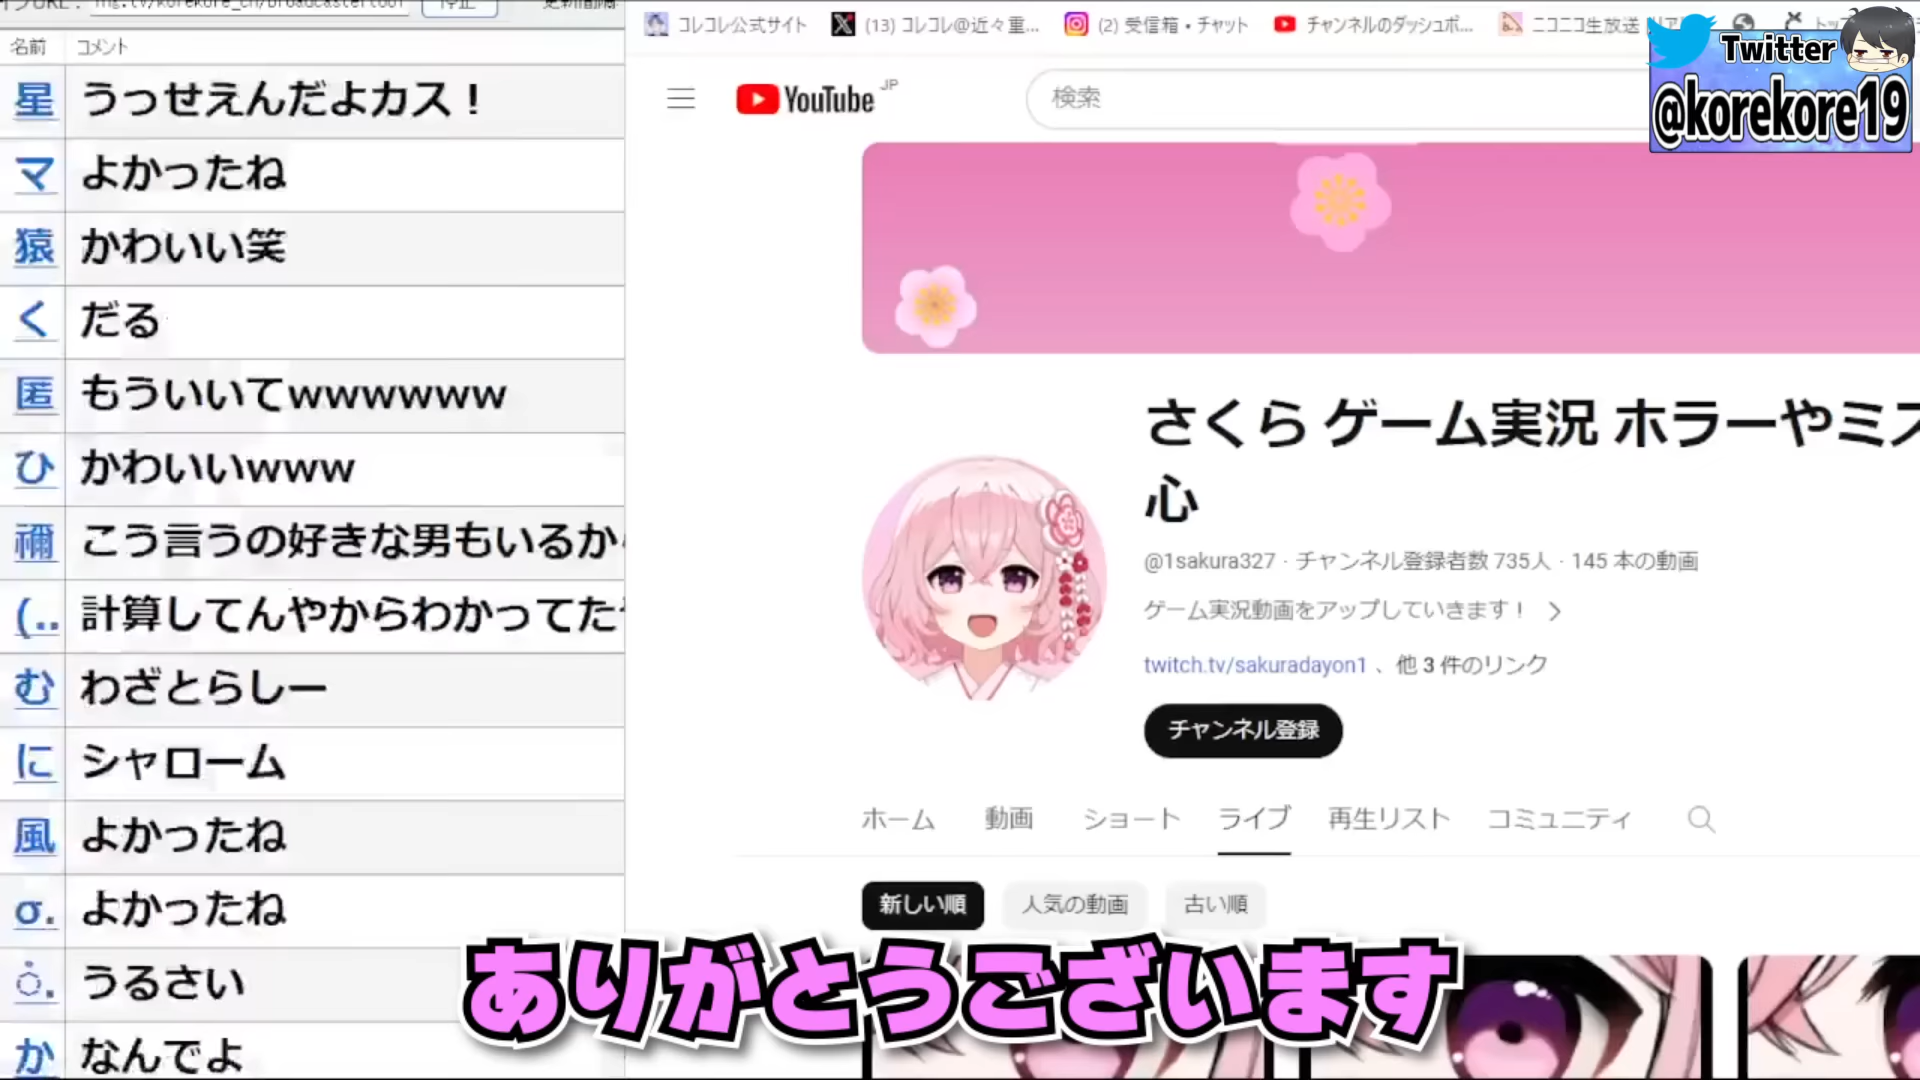 停止
名前 コメント
星 うっせえんだよカス！
マ よかったね
猿 かわいい笑
く だる
匿 もういいてwwwwww
ひ かわいいwww
禰 こう言うの好きな男もいるか
(.. 計算してんやからわかってた
む わざとらしー
に シャローム
風 よかったね
σ. よかったね
うるさい
か なんでよ
コレコレ公式サイト
(13) コレコレ@近々重...
(2) 受信箱・チャット
チャンネルのダッシュボ...
ニコニコ生放送
Twitter
@korekore19
YouTube JP
検索
さくら ゲーム実況 ホラーやミス
心
@1sakura327 · チャンネル登録者数 735人 · 145 本の動画
ゲーム実況動画をアップしていきます！
twitch.tv/sakuradayon1 、他 3 件のリンク
チャンネル登録
ホーム 動画 ショート ライブ 再生リスト コミュニティ
新しい順 人気の動画 古い順
ありがとうございます